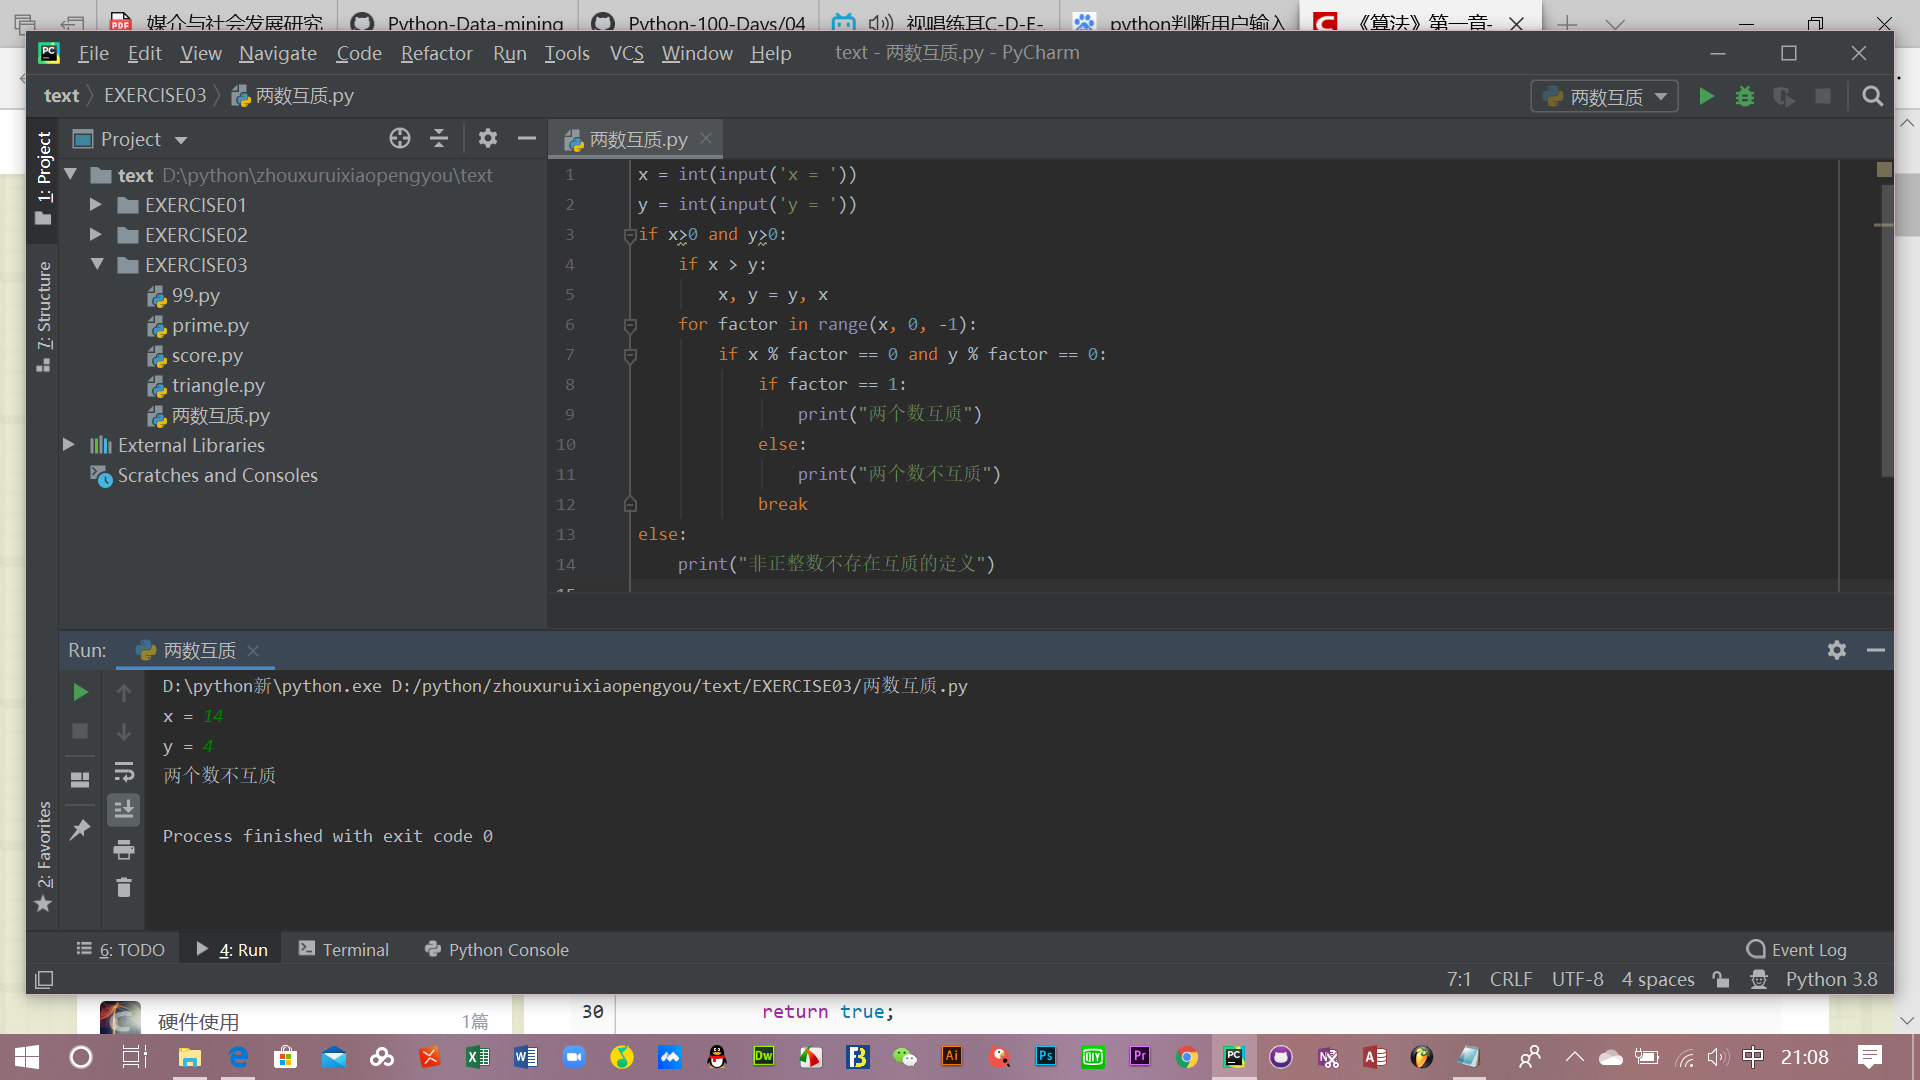 媒介与社会发展研究
Python-Data-mining
Python-100-Days/04
视唱练耳C-D-E-
python判断用户输入
《算法》第一章-
File Edit View Navigate Code Refactor Run Tools VCS Window Help
text - 两数互质.py - PyCharm
text EXERCISE03 两数互质.py
两数互质
1: Project
7: Structure
2: Favorites
Project
text D:\python\zhouxuruixiaopengyou\text
EXERCISE01
EXERCISE02
EXERCISE03
99.py
prime.py
score.py
triangle.py
两数互质.py
External Libraries
Scratches and Consoles
两数互质.py
1 x = int(input('x = '))
2 y = int(input('y = '))
3 if x>0 and y>0:
4 if x > y:
5 x, y = y, x
6 for factor in range(x, 0, -1):
7 if x % factor == 0 and y % factor == 0:
8 if factor == 1:
9 print("两个数互质")
10 else:
11 print("两个数不互质")
12 break
13 else:
14 print("非正整数不存在互质的定义")
Run: 两数互质
D:\python新\python.exe D:/python/zhouxuruixiaopengyou/text/EXERCISE03/两数互质.py
x = 14
y = 4
两个数不互质
Process finished with exit code 0
6: TODO 4: Run Terminal Python Console Event Log
7:1 CRLF UTF-8 4 spaces Python 3.8
硬件使用 1篇
30 return true;
中 21:08